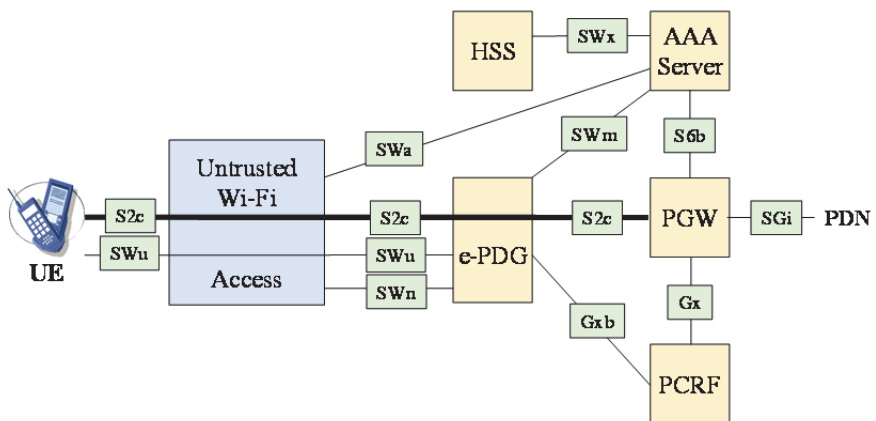 HSS
SWx
AAA
Server
SWa
SWm
S6b
Untrusted
Wi-Fi
S2c
S2c
S2c
PGW
SGi
PDN
UE
SWu
SWu
e-PDG
Access
SWn
Gxb
Gx
PCRF